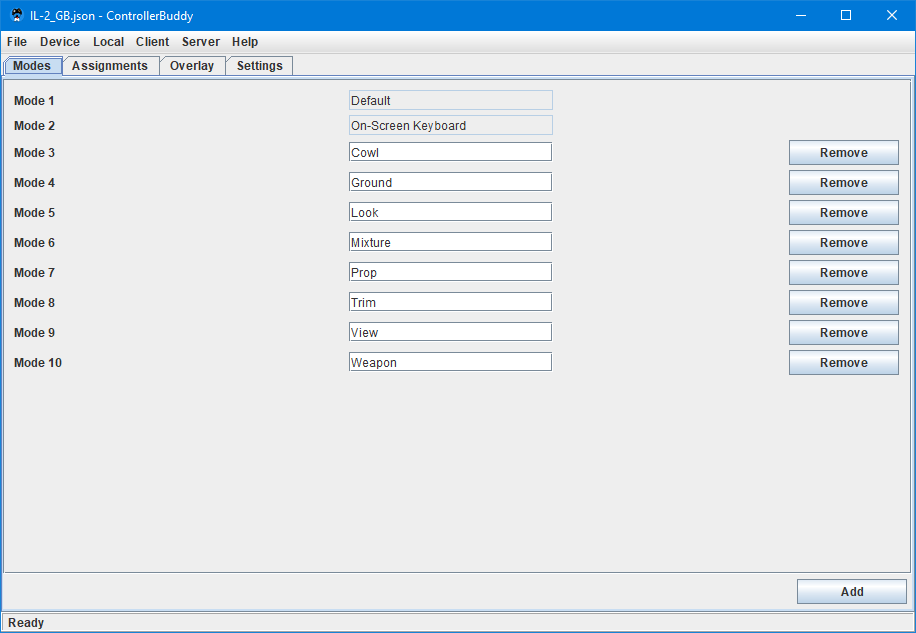 IL-2_GB.json - ControllerBuddy
File Device Local Client Server Help
Modes Assignments Overlay Settings
Mode 1 Default
Mode 2 On-Screen Keyboard
Mode 3 Cowl Remove
Mode 4 Ground Remove
Mode 5 Look Remove
Mode 6 Mixture Remove
Mode 7 Prop Remove
Mode 8 Trim Remove
Mode 9 View Remove
Mode 10 Weapon Remove
Add
Ready